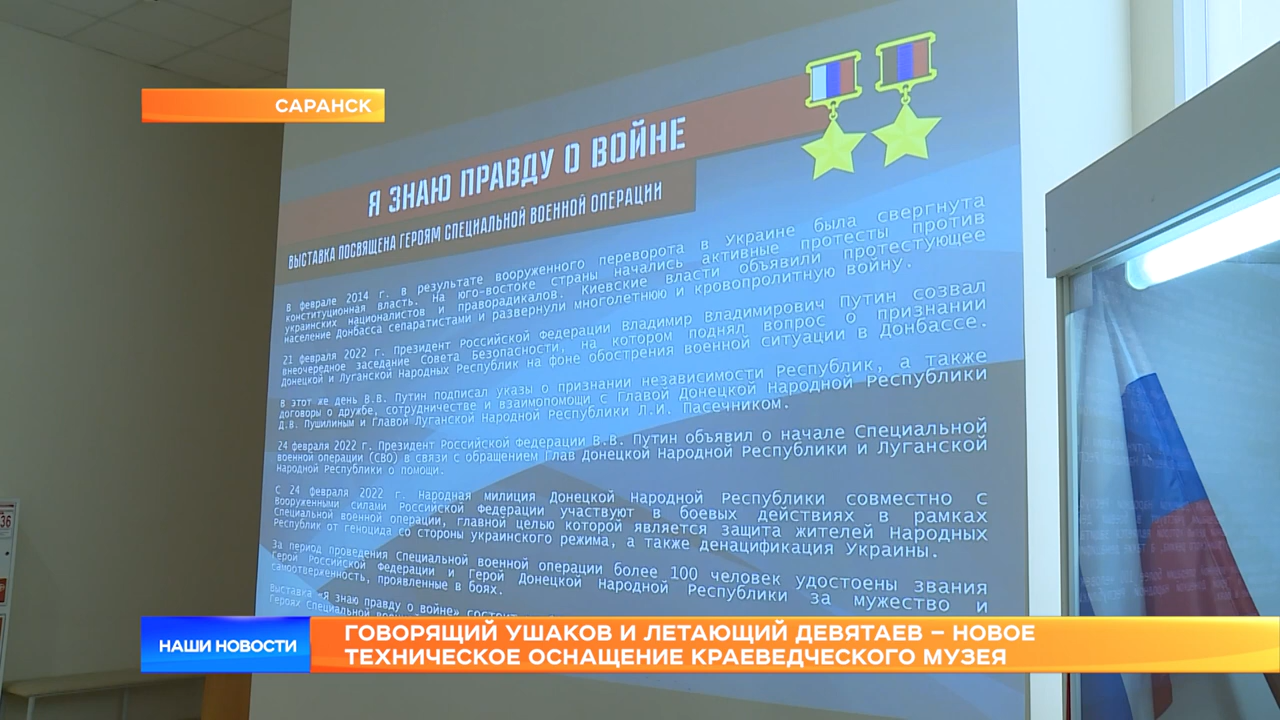 САРАНСК
Я ЗНАЮ ПРАВДУ О ВОЙНЕ
ВЫСТАВКА ПОСВЯЩЕНА ГЕРОЯМ СПЕЦИАЛЬНОЙ ВОЕННОЙ ОПЕРАЦИИ
В феврале 2014 г. в результате вооруженного переворота в Украине была свергнута
конституционная власть. На юго-востоке страны начались активные протесты против
украинских националистов и праворадикалов. Киевские власти объявили протестующее
население Донбасса сепаратистами и развернули многолетнюю и кровопролитную войну.
21 февраля 2022 г. Президент Российской Федерации Владимир Владимирович Путин созвал
внеочередное заседание Совета Безопасности, на котором поднял вопрос о признании
Донецкой и Луганской Народных Республик на фоне обострения военной ситуации в Донбассе.
В этот же день В.В. Путин подписал указы о признании независимости Республик, а также
договоры о дружбе, сотрудничестве и взаимопомощи с Главой Донецкой Народной Республики
Д.В. Пушилиным и Главой Луганской Народной Республики Л.И. Пасечником.
24 февраля 2022 г. Президент Российской Федерации В.В. Путин объявил о начале Специальной
военной операции (СВО) в связи с обращением Глав Донецкой Народной Республики и Луганской
Народной Республики о помощи.
С 24 февраля 2022 г. Народная милиция Донецкой Народной Республики совместно с
Вооруженными силами Российской Федерации участвуют в боевых действиях в рамках
Специальной военной операции, главной целью которой является защита жителей Народных
Республик от геноцида со стороны украинского режима, а также денацификация Украины.
За период проведения Специальной военной операции более 100 человек удостоены звания
Герой Российской Федерации и Герой Донецкой Народной Республики за мужество и
самоотверженность, проявленные в боях.
Выставка «Я знаю правду о войне»
Героях Специальной
36
НАШИ НОВОСТИ
ГОВОРЯЩИЙ УШАКОВ И ЛЕТАЮЩИЙ ДЕВЯТАЕВ – НОВОЕ
ТЕХНИЧЕСКОЕ ОСНАЩЕНИЕ КРАЕВЕДЧЕСКОГО МУЗЕЯ